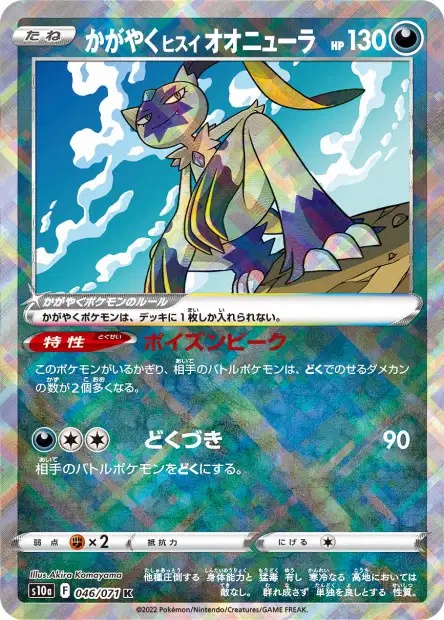 たね かがやくヒスイオオニューラ HP130
かがやくポケモンのルール
かがやくポケモンは、デッキに1枚しか入れられない。
特性 ポイズンピーク
このポケモンがいるかぎり、相手のバトルポケモンは、どくでのせるダメカン
の数が2個多くなる。
どくづき 90
相手のバトルポケモンをどくにする。
弱点 ×2 抵抗力 にげる
Illus. Akira Komayama
s10a F 046/071 K
他種圧倒する 身体能力と 猛毒 有し 寒冷なる 高地においては
敵なし。 群れ成さず 単独を良しとする 性質。
©2022 Pokémon/Nintendo/Creatures/GAME FREAK.